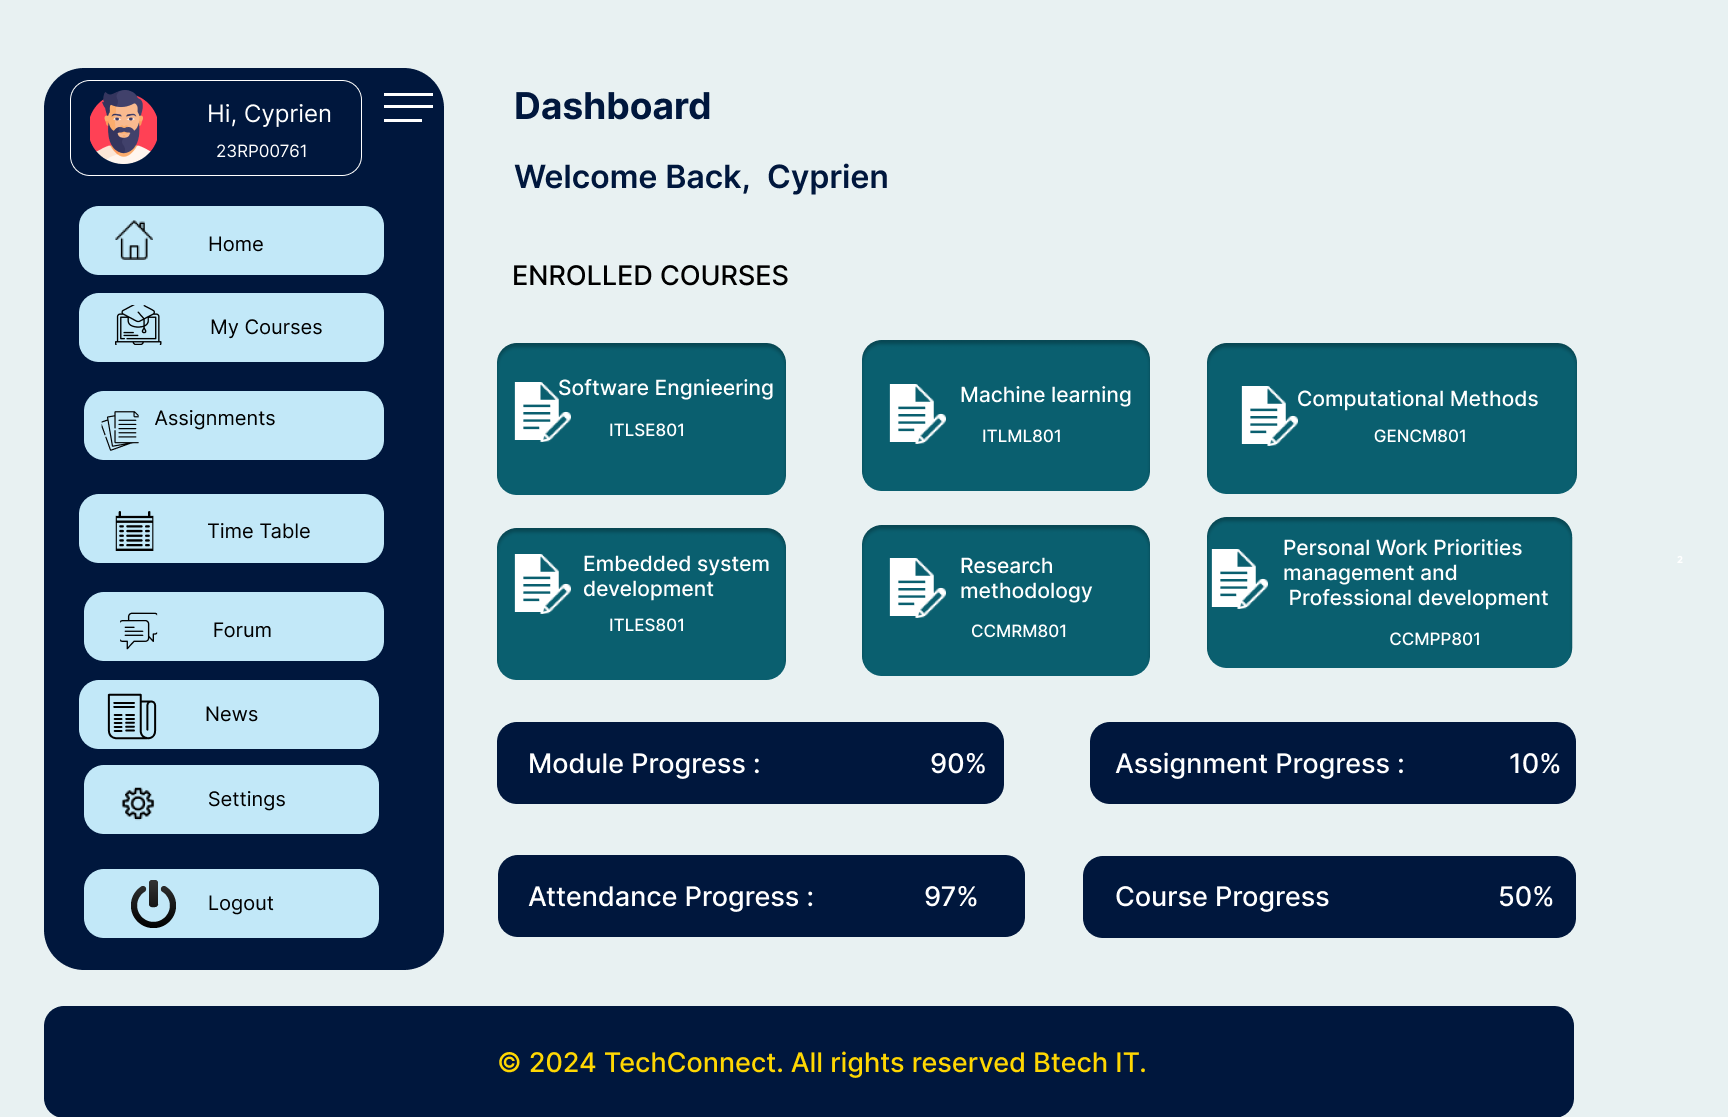 Hi, Cyprien
23RP00761
Home
My Courses
Assignments
Time Table
Forum
News
Settings
Logout
Dashboard
Welcome Back, Cyprien
ENROLLED COURSES
Software Engnieering
ITLSE801
Machine learning
ITLML801
Computational Methods
GENCM801
Embedded system
development
ITLES801
Research
methodology
CCMRM801
Personal Work Priorities
management and
Professional development
CCMPP801
2
Module Progress : 90%
Assignment Progress : 10%
Attendance Progress : 97%
Course Progress 50%
© 2024 TechConnect. All rights reserved Btech IT.